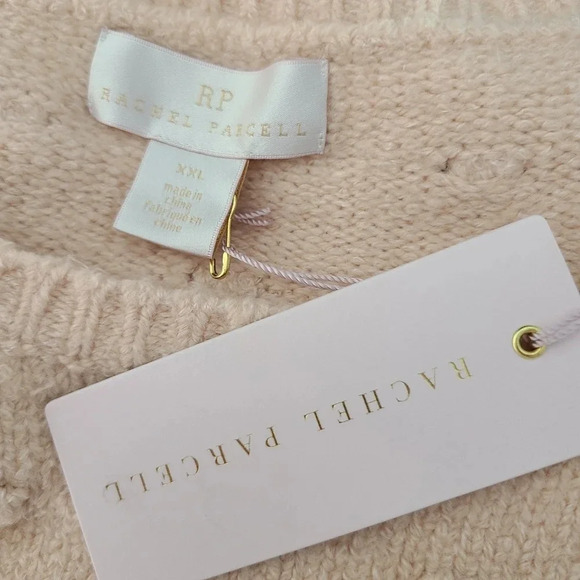 RP
RACHEL PARCELL
XXL
made in
china
fabriqué en
chine
RACHEL PARCELL